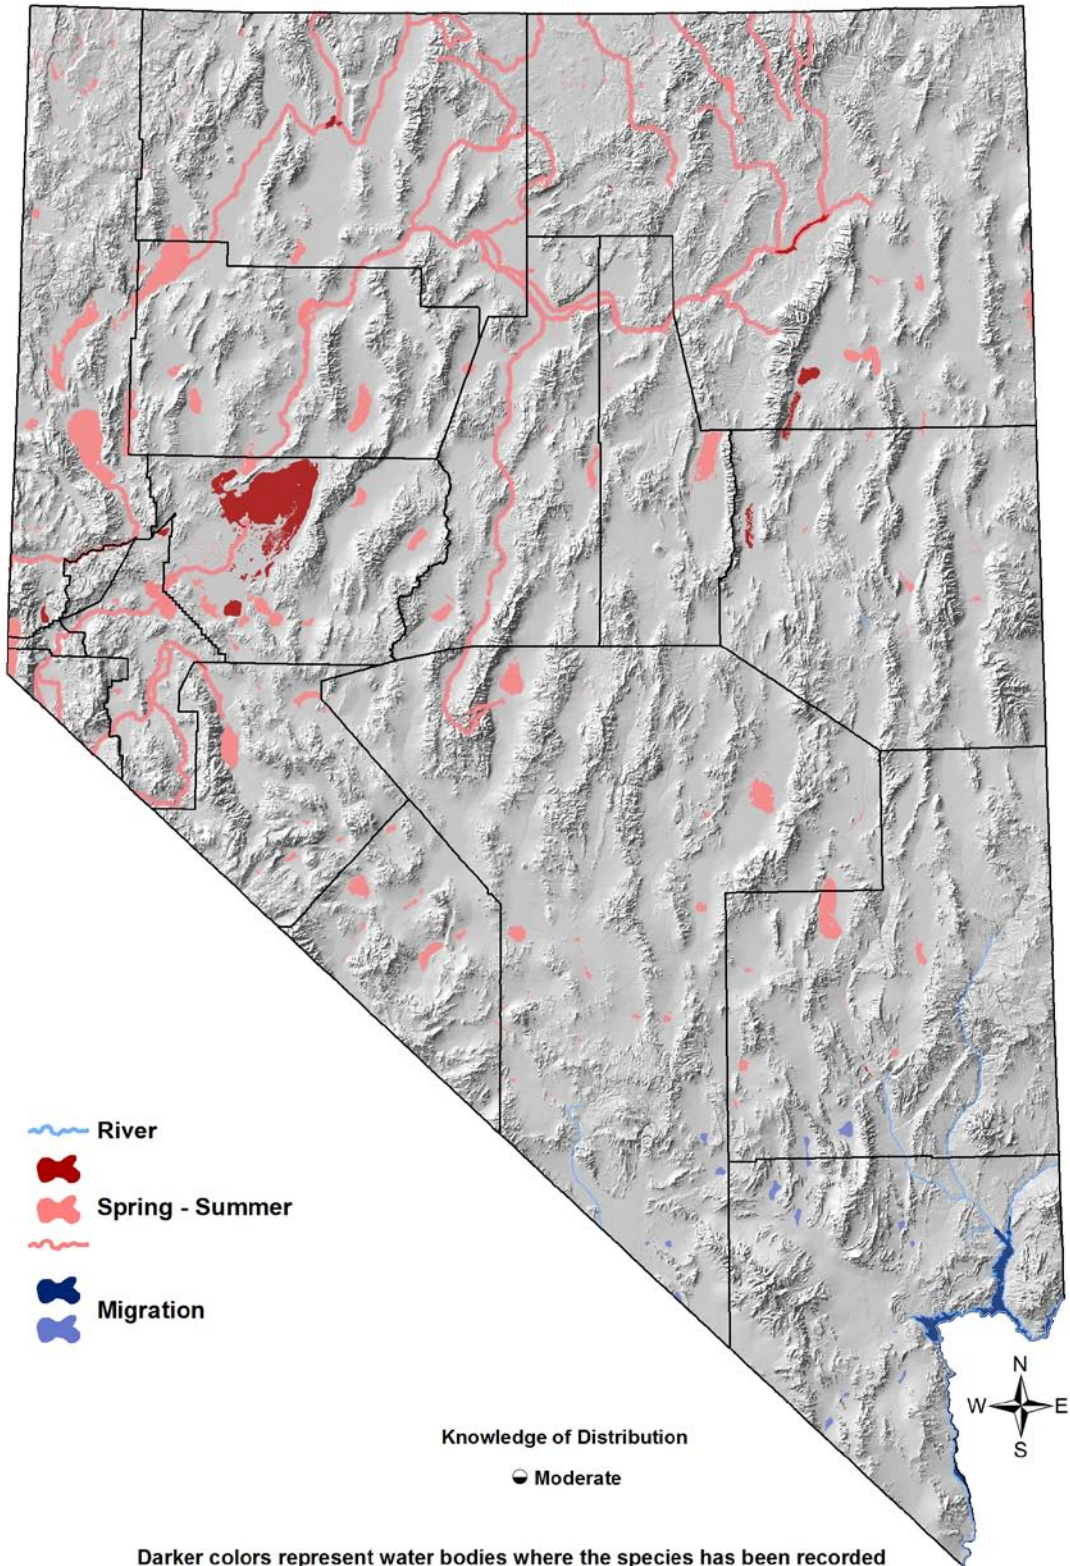 River
Spring - Summer
Migration
N
W E
S
Knowledge of Distribution
Moderate
Darker colors represent water bodies where the species has been recorded